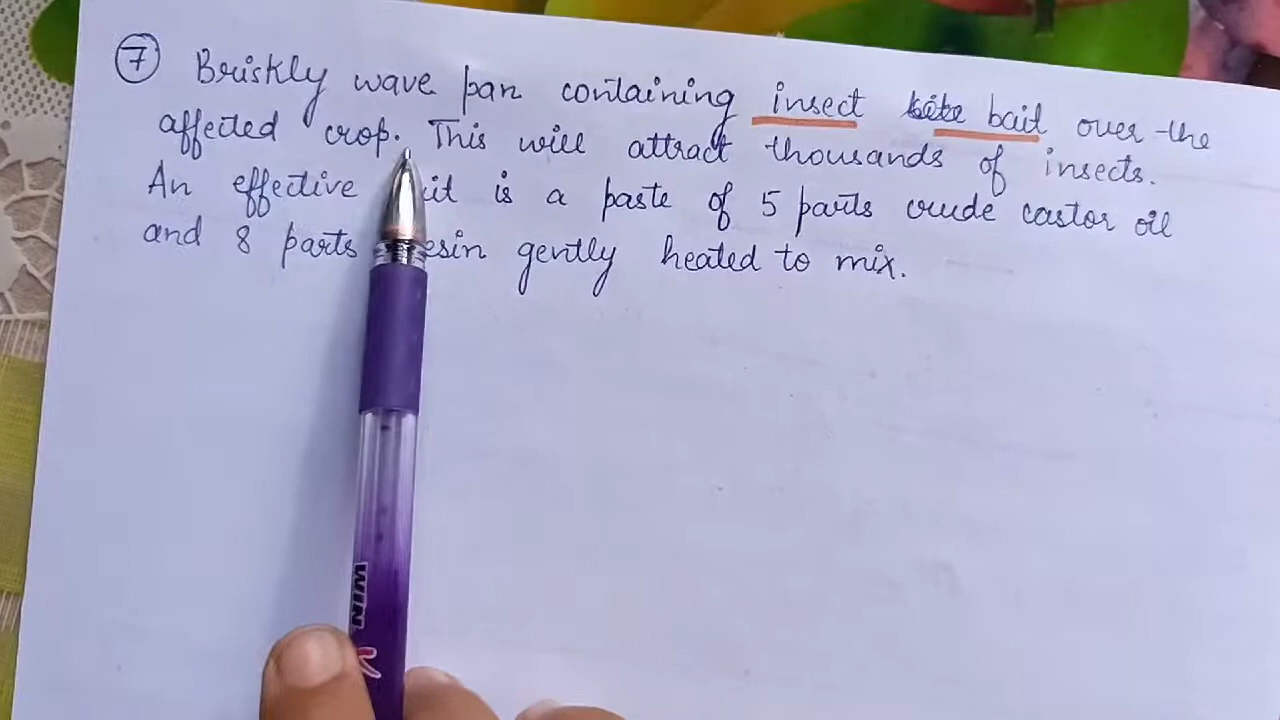 7 Briskly wave pan containing insect bait over the
affected crop. This will attract thousands of insects.
An effective is a paste of 5 parts crude castor oil
and 8 parts gently heated to mix.
WIN